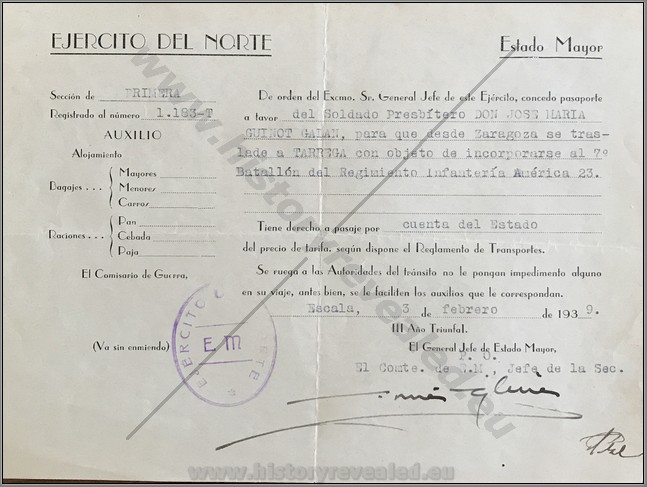 EJERCITO DEL NORTE
Estado Mayor
Sección de PRIMERA
Registrado al número 1.183-T
AUXILIO
Alojamiento
Bagajes . . . Mayores
Menores
Carros
Raciones . . . Pan
Cebada
Paja
El Comisario de Guerra,
(Va sin enmienda)
De orden del Excmo. Sr. General Jefe de este Ejército, concedo pasaporte
a favor del Soldado Presbítero DON JOSE MARIA
GUINOT GALAN, para que desde Zaragoza se tras-
lade a TARREGA con objeto de incorporarse al 7º
Batallón del Regimiento Infantería América 23.
Tiene derecho a pasaje por cuenta del Estado
del precio de tarifa, según dispone el Reglamento de Transportes.
Se ruega a las Autoridades del tránsito no le pongan impedimento alguno
en su viaje, antes bien, se le faciliten los auxilios que le correspondan.
Escala, 3 de febrero de 1939.
III Año Triunfal.
El General Jefe de Estado Mayor,
P. O.
El Comte. de E.M., Jefe de la Sec.
EJERCITO NORTE
EM
www.historyrevealed.eu
www.historyrevealed.eu